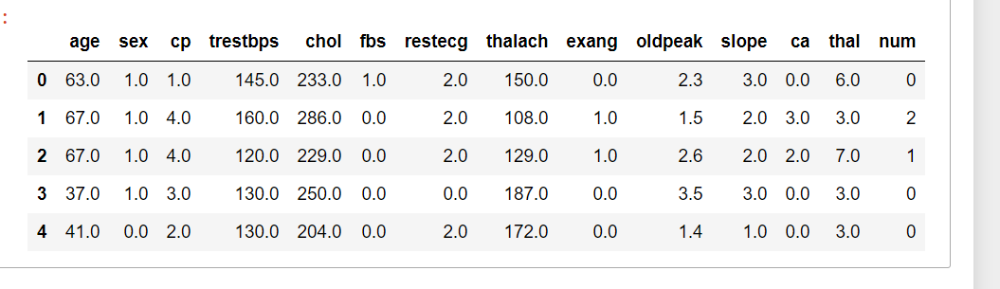 :
age sex cp trestbps chol fbs restecg thalach exang oldpeak slope ca thal num
0 63.0 1.0 1.0 145.0 233.0 1.0 2.0 150.0 0.0 2.3 3.0 0.0 6.0 0
1 67.0 1.0 4.0 160.0 286.0 0.0 2.0 108.0 1.0 1.5 2.0 3.0 3.0 2
2 67.0 1.0 4.0 120.0 229.0 0.0 2.0 129.0 1.0 2.6 2.0 2.0 7.0 1
3 37.0 1.0 3.0 130.0 250.0 0.0 0.0 187.0 0.0 3.5 3.0 0.0 3.0 0
4 41.0 0.0 2.0 130.0 204.0 0.0 2.0 172.0 0.0 1.4 1.0 0.0 3.0 0